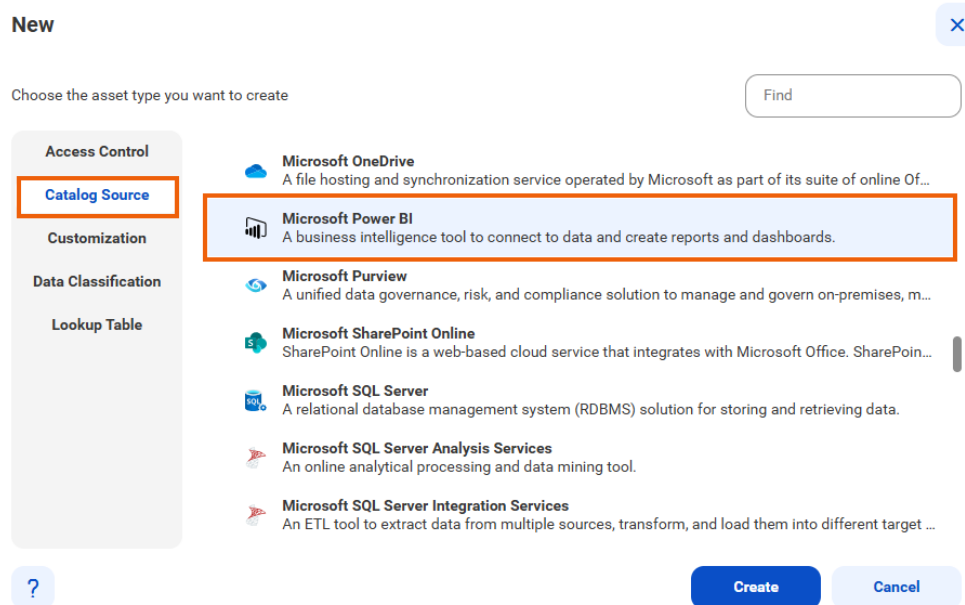 New
Choose the asset type you want to create
Find
Access Control
Catalog Source
Customization
Data Classification
Lookup Table
Microsoft OneDrive
A file hosting and synchronization service operated by Microsoft as part of its suite of online Of...
Microsoft Power BI
A business intelligence tool to connect to data and create reports and dashboards.
Microsoft Purview
A unified data governance, risk, and compliance solution to manage and govern on-premises, m...
Microsoft SharePoint Online
SharePoint Online is a web-based cloud service that integrates with Microsoft Office. SharePoin...
Microsoft SQL Server
A relational database management system (RDBMS) solution for storing and retrieving data.
Microsoft SQL Server Analysis Services
An online analytical processing and data mining tool.
Microsoft SQL Server Integration Services
An ETL tool to extract data from multiple sources, transform, and load them into different target ...
?
Create
Cancel